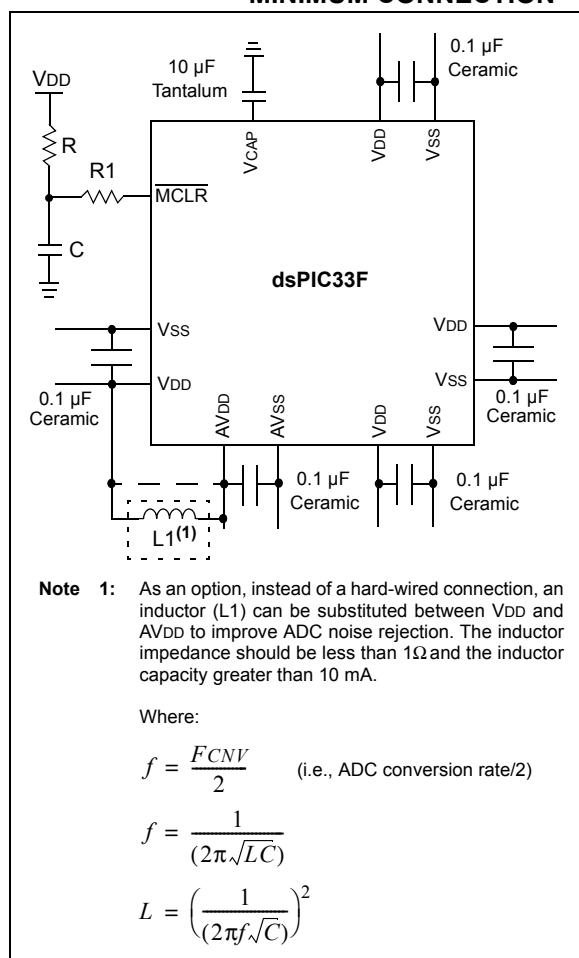 MINIMUM CONNECTION
0.1 µF
Ceramic
10 µF
Tantalum
VDD
R
R1
C
VCAP
VDD
VSS
MCLR
dsPIC33F
VSS
VDD
0.1 µF
Ceramic
VDD
VSS
0.1 µF
Ceramic
AVDD
AVSS
VDD
VSS
0.1 µF
Ceramic
0.1 µF
Ceramic
L1(1)
Note 1: As an option, instead of a hard-wired connection, an
inductor (L1) can be substituted between VDD and
AVDD to improve ADC noise rejection. The inductor
impedance should be less than 1Ω and the inductor
capacity greater than 10 mA.
Where:
f = FCNV / 2 (i.e., ADC conversion rate/2)
f = 1 / (2π√LC)
L = (1 / (2πf√C))²